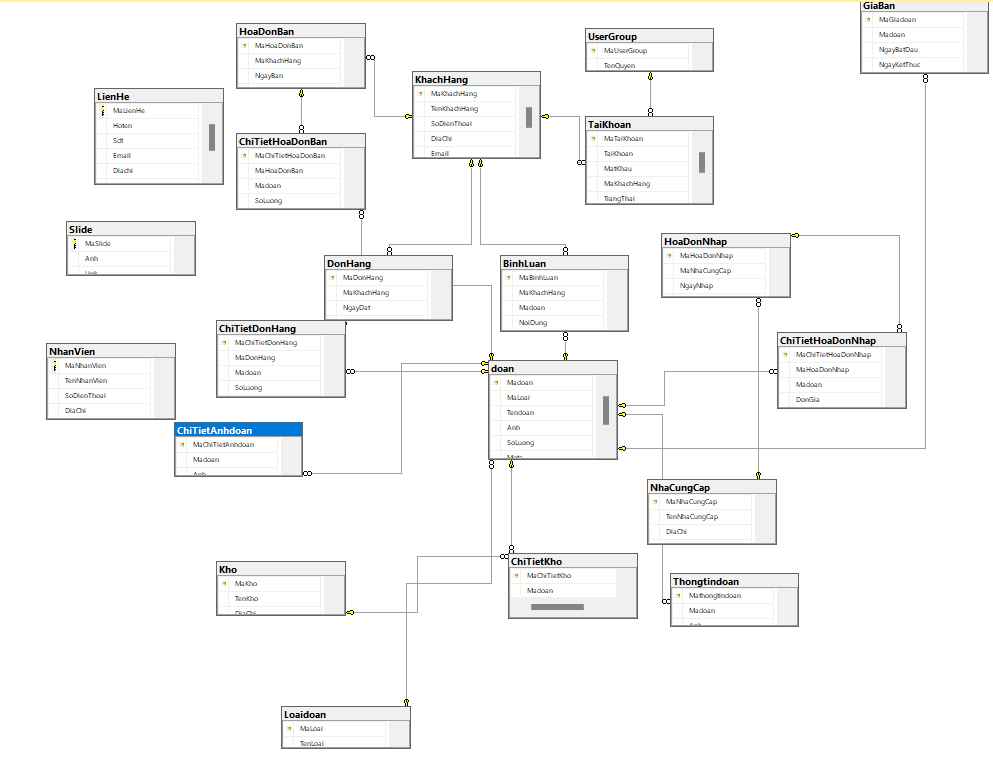 GiaBan
MaGiadoan
Madoan
NgayBatDau
NgayKetThuc
HoaDonBan
MaHoaDonBan
MaKhachHang
NgayBan
UserGroup
MaUserGroup
TenQuyen
KhachHang
MaKhachHang
TenKhachHang
SoDienThoai
DiaChi
Email
LienHe
MaLienHe
Hoten
Sdt
Email
Diachi
TaiKhoan
MaTaiKhoan
TaiKhoan
MatKhau
MaKhachHang
TrangThai
ChiTietHoaDonBan
MaChiTietHoaDonBan
MaHoaDonBan
Madoan
SoLuong
Slide
MaSlide
Anh
HoaDonNhap
MaHoaDonNhap
MaNhaCungCap
NgayNhap
DonHang
MaDonHang
MaKhachHang
NgayDat
BinhLuan
MaBinhLuan
MaKhachHang
Madoan
NoiDung
ChiTietDonHang
MaChiTietDonHang
MaDonHang
Madoan
SoLuong
ChiTietHoaDonNhap
MaChiTietHoaDonNhap
MaHoaDonNhap
Madoan
DonGia
NhanVien
MaNhanVien
TenNhanVien
SoDienThoai
DiaChi
doan
Madoan
MaLoai
Tendoan
Anh
SoLuong
Mota
ChiTietAnhdoan
MaChiTietAnhdoan
Madoan
Anh
NhaCungCap
MaNhaCungCap
TenNhaCungCap
DiaChi
Kho
MaKho
TenKho
DiaChi
ChiTietKho
MaChiTietKho
Madoan
Thongtindoan
Mathongtindoan
Madoan
Anh
Loaidoan
MaLoai
TenLoai